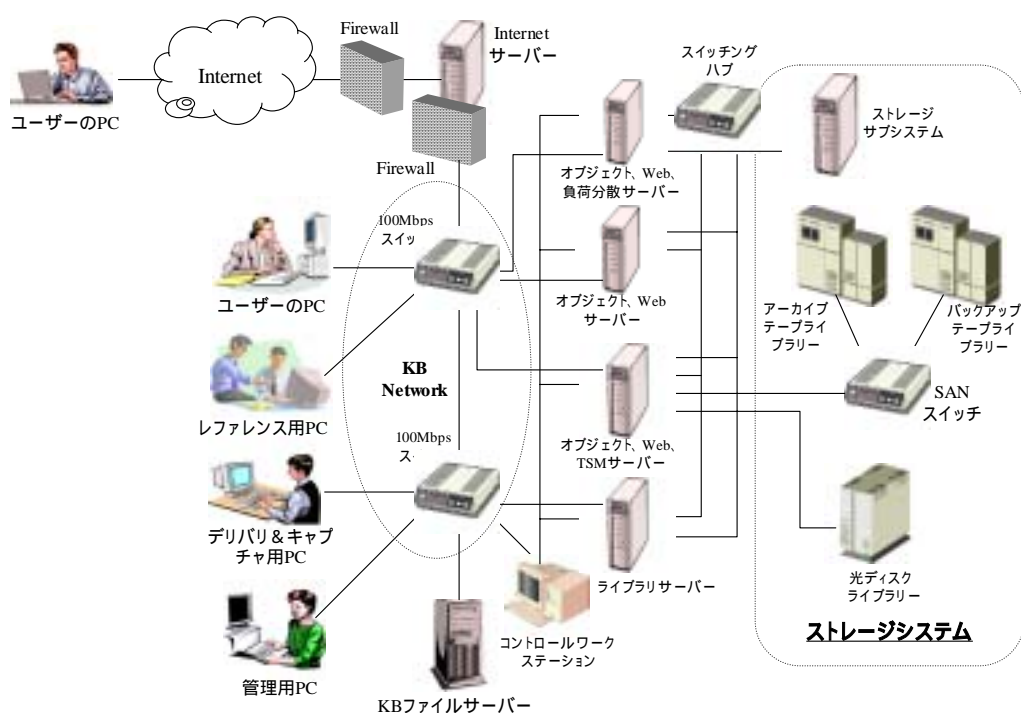 Firewall
Internet
サーバー
Internet
ユーザーのPC
Firewall
スイッチング
ハブ
ストレージ
サブシステム
オブジェクト、Web、
負荷分散サーバー
100Mbps
ユーザーのPC
オブジェクト、Web
サーバー
アーカイブ
テープライ
ブラリー
バックアップ
テープライ
ブラリー
KB
Network
SAN
スイッチ
レファレンス用PC
100Mbps
オブジェクト、Web、
TSMサーバー
デリバリ＆キャプ
チャ用PC
ライブラリサーバー
光ディスク
ライブラリー
ストレージシステム
コントロールワーク
ステーション
管理用PC
KBファイルサーバー